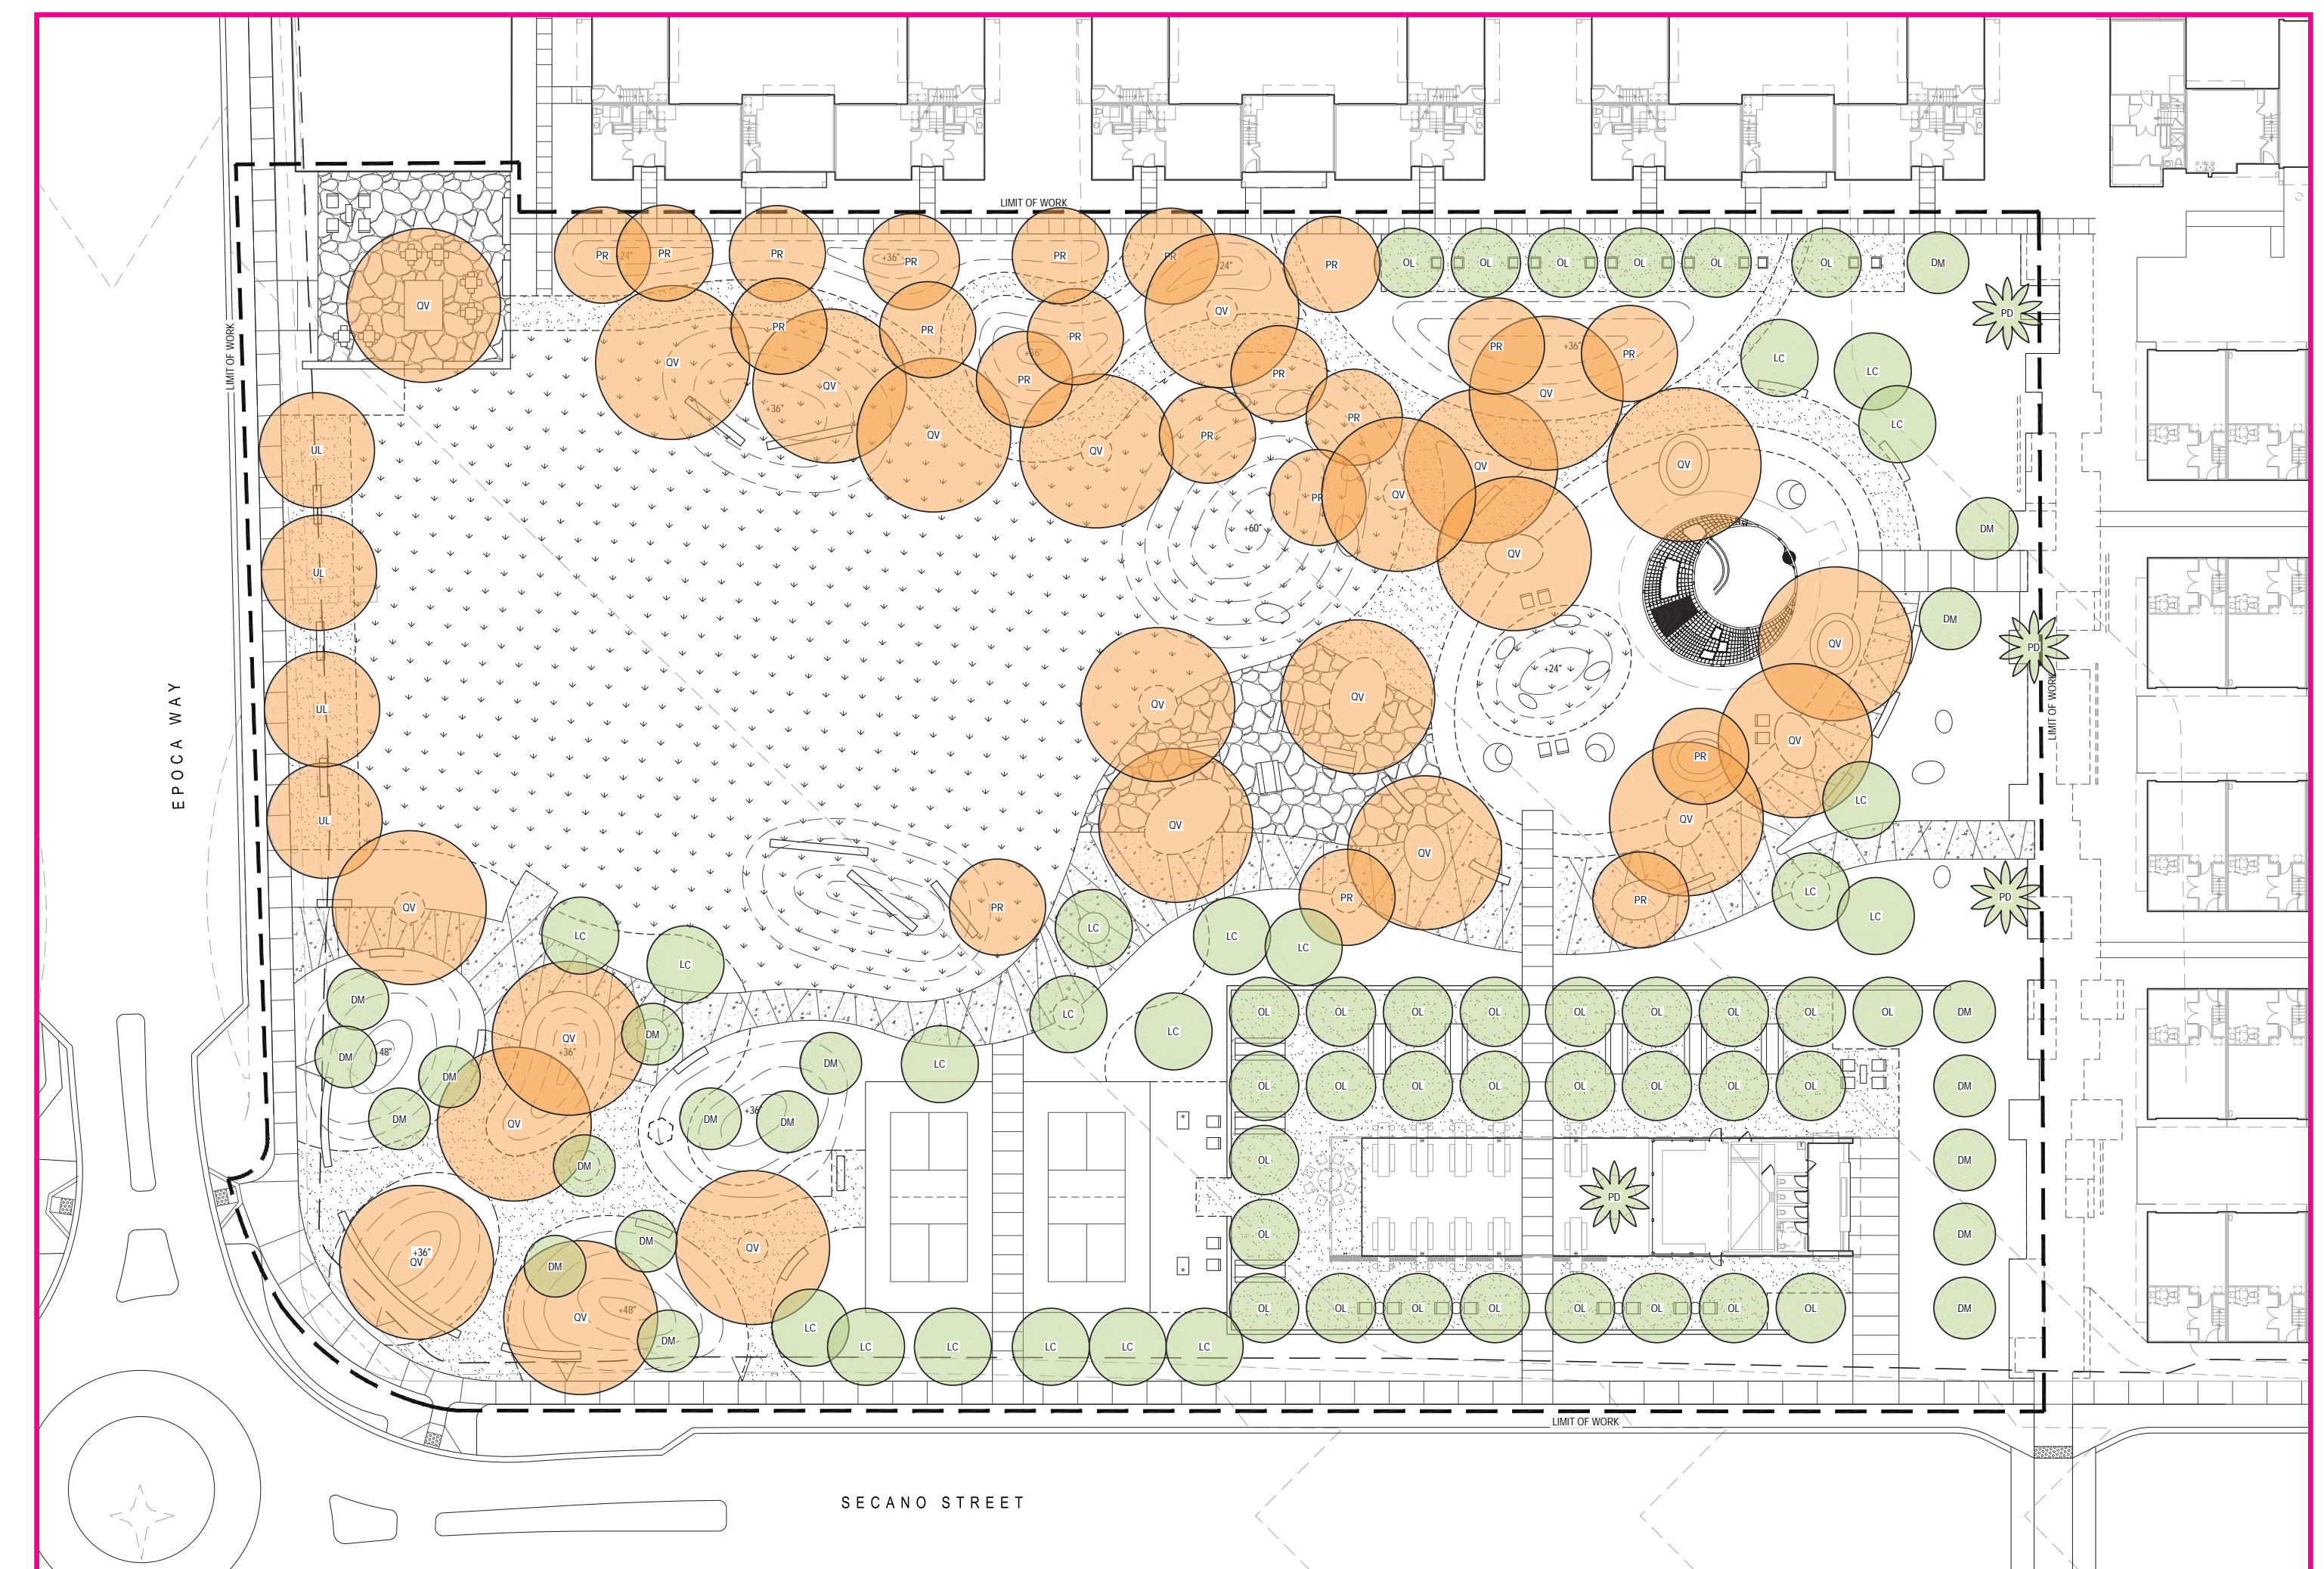 LIMIT OF WORK
PR +24" PR PR +36" PR PR PR +24" PR OL OL OL OL OL OL DM
QV
PR PR PR QV PD
LIMIT OF WORK
QV QV +36" PR +36" PR PR +36" PR QV LC LC
UL QV QV PR PR LC
QV QV QV
PR QV
+60" DM
UL QV
DM
QV PD
+24"
EPOCA WAY
UL QV QV QV
LIMIT OF WORK
PR
UL QV QV LC
QV
QV PR PR PR LC PD
LC LC LC LC LC LC
DM QV DM LC LC OL OL OL OL OL OL OL OL OL DM
DM +48" +36" DM LC
DM QV DM +36" DM OL OL OL OL OL OL OL OL DM
DM OL DM
PD
+36" DM QV OL DM
QV DM
QV +48" DM LC OL OL OL OL OL OL OL OL DM
LC LC LC LC LC
LIMIT OF WORK
SECANO STREET